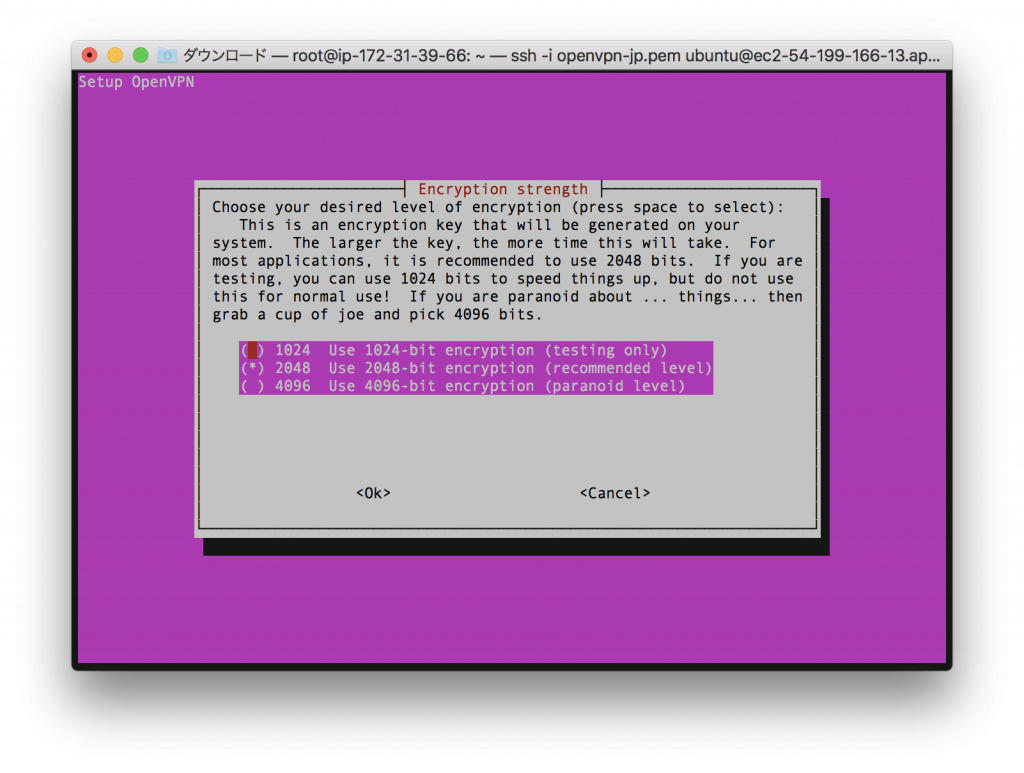 ダウンロード — root@ip-172-31-39-66: ~ — ssh -i openvpn-jp.pem ubuntu@ec2-54-199-166-13.ap...
Setup OpenVPN
Encryption strength
Choose your desired level of encryption (press space to select):
This is an encryption key that will be generated on your
system.  The larger the key, the more time this will take.  For
most applications, it is recommended to use 2048 bits.  If you are
testing, you can use 1024 bits to speed things up, but do not use
this for normal use!  If you are paranoid about ... things... then
grab a cup of joe and pick 4096 bits.
( ) 1024  Use 1024-bit encryption (testing only)
(*) 2048  Use 2048-bit encryption (recommended level)
( ) 4096  Use 4096-bit encryption (paranoid level)
<Ok> <Cancel>